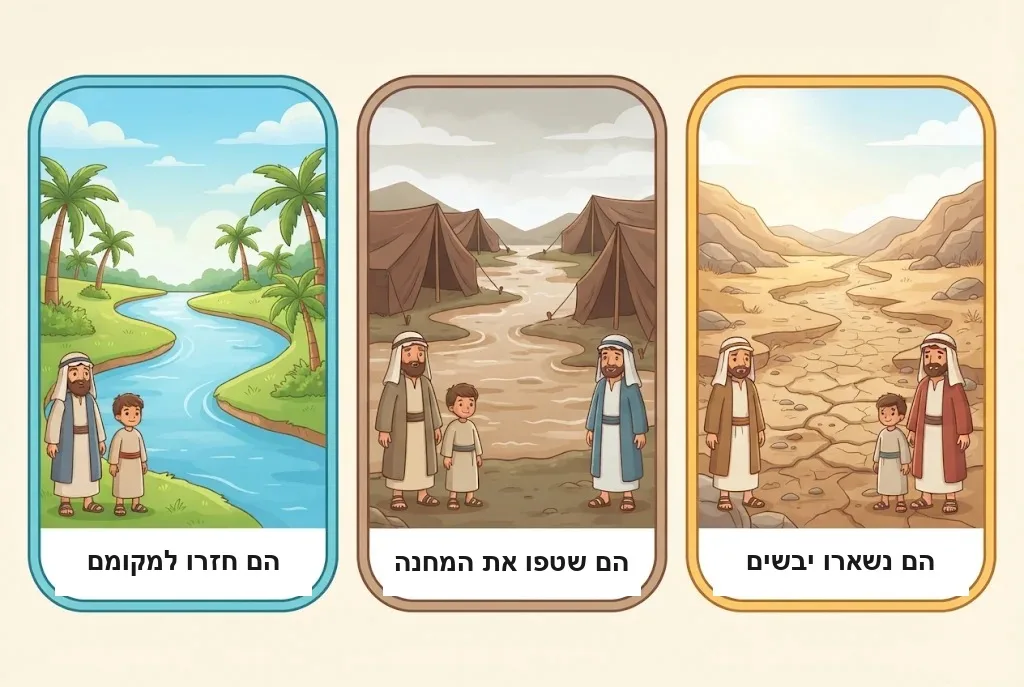 הם נשארו יבשים
הם שטפו את המחנה
הם חזרו למקומם